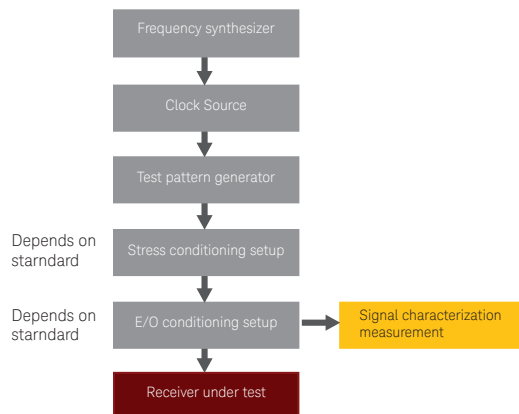 Frequency synthesizer
Clock Source
Test pattern generator
Depends on
starndard
Stress conditioning setup
Depends on
starndard
E/O conditioning setup
Signal characterization
measurement
Receiver under test